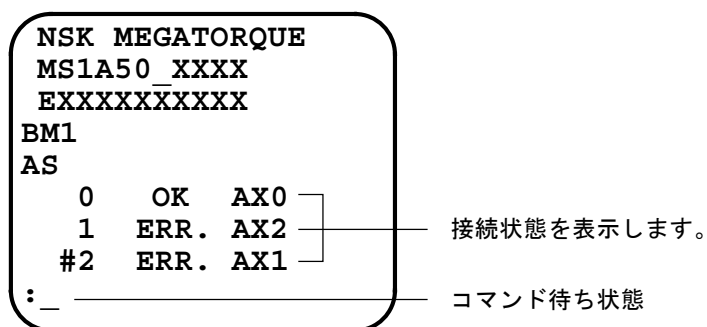 NSK MEGATORQUE
MS1A50_XXXX
EXXXXXXXXXX
BM1
AS
0 OK AX0
1 ERR. AX2
#2 ERR. AX1
:_
接続状態を表示します。
コマンド待ち状態